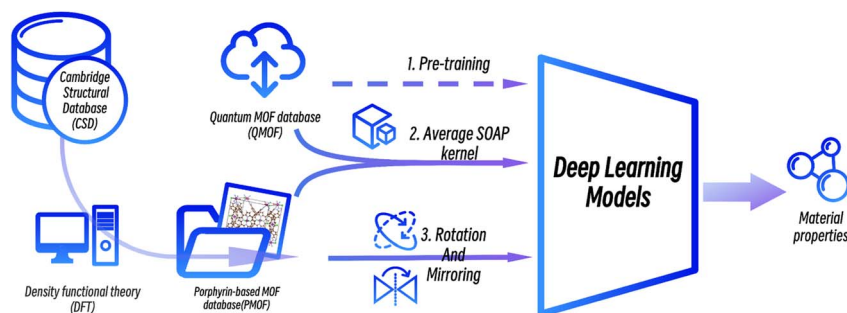 Cambridge
Structural
Database
(CSD)
Density functional theory
(DFT)
Quantum MOF database
(QMOF)
Porphyrin-based MOF
database(PMOF)
1. Pre-training
2. Average SOAP
kernel
3. Rotation
And
Mirroring
Deep Learning
Models
Material
properties